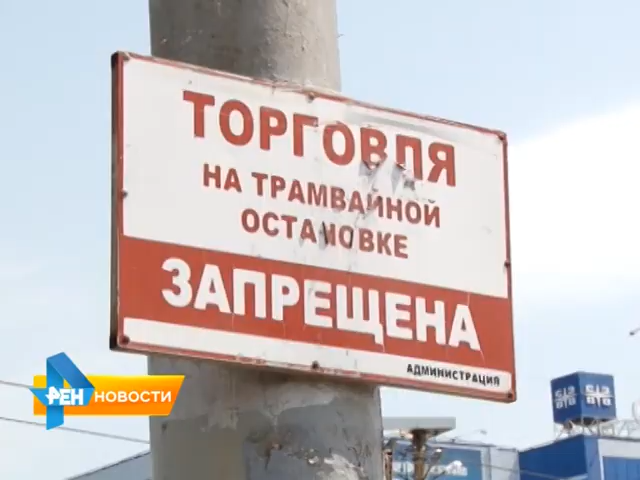 ТОРГОВЛЯ
НА ТРАМВАЙНОЙ
ОСТАНОВКЕ
ЗАПРЕЩЕНА
АДМИНИСТРАЦИЯ
РЕН НОВОСТИ